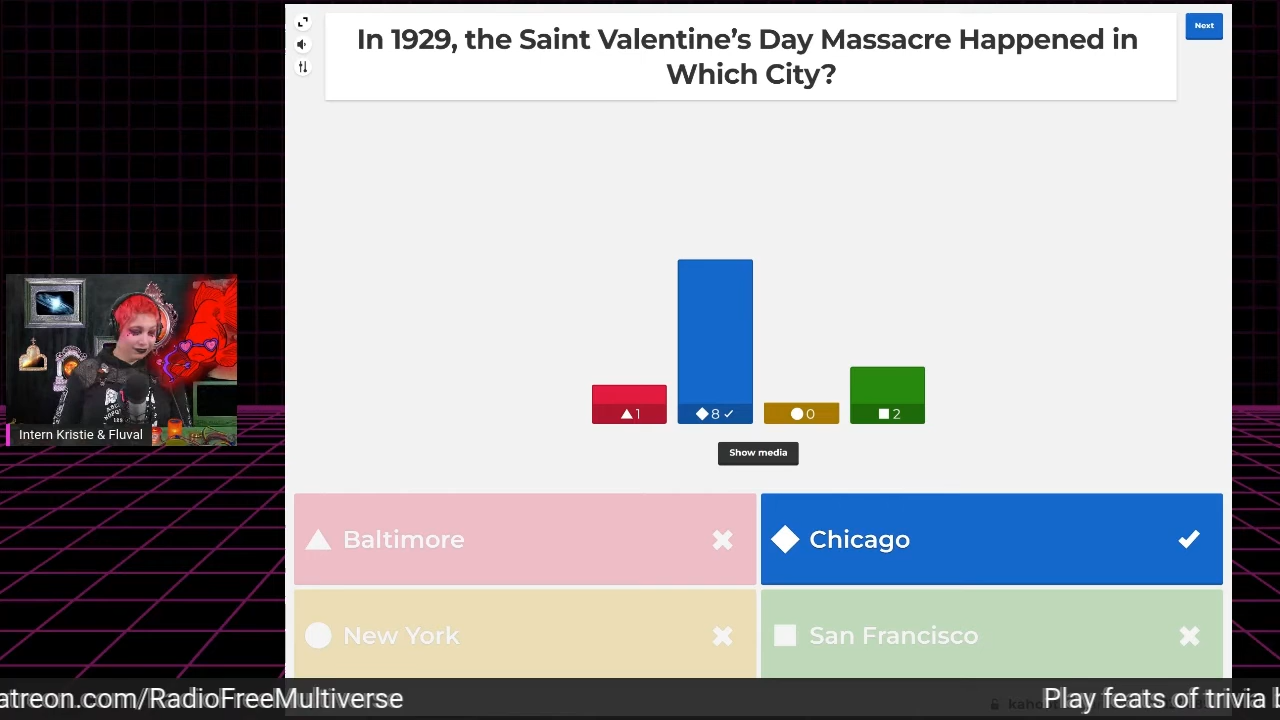 In 1929, the Saint Valentine’s Day Massacre Happened in
Which City?
Next
1
8
0
2
Show media
Baltimore
Chicago
New York
San Francisco
Intern Kristie & Fluval
atreon.com/RadioFreeMultiverse
Play feats of trivia b